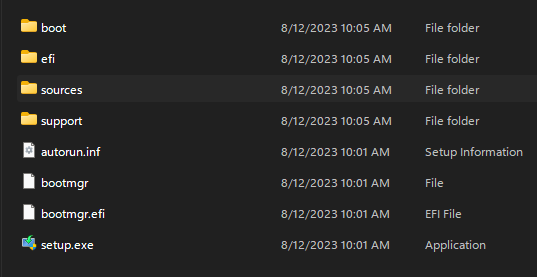 boot 8/12/2023 10:05 AM File folder
efi 8/12/2023 10:05 AM File folder
sources 8/12/2023 10:05 AM File folder
support 8/12/2023 10:05 AM File folder
autorun.inf 8/12/2023 10:01 AM Setup Information
bootmgr 8/12/2023 10:01 AM File
bootmgr.efi 8/12/2023 10:01 AM EFI File
setup.exe 8/12/2023 10:01 AM Application